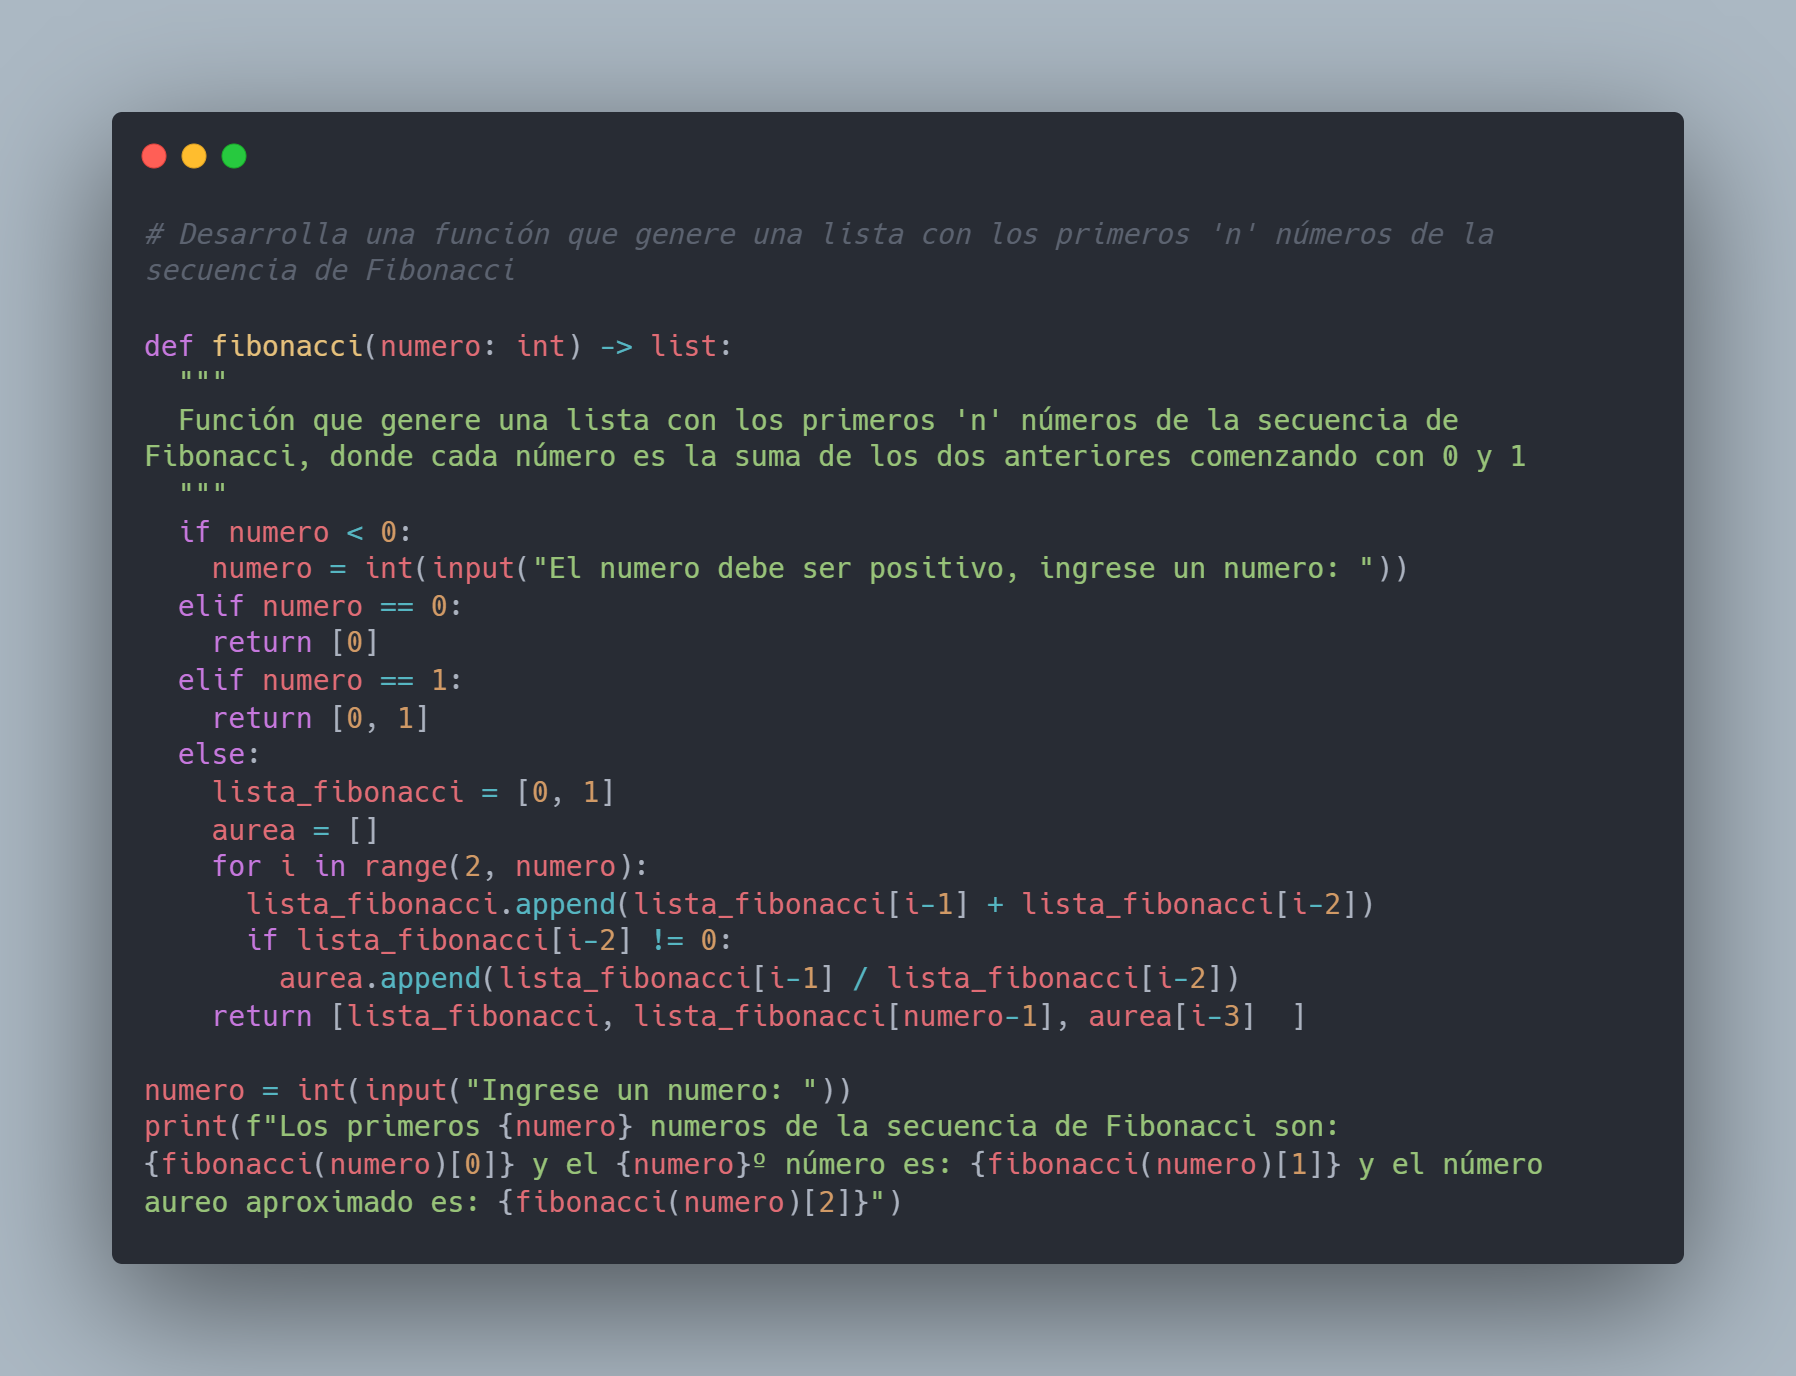 # Desarrolla una función que genere una lista con los primeros 'n' números de la
secuencia de Fibonacci

def fibonacci(numero: int) -> list:
  """
  Función que genere una lista con los primeros 'n' números de la secuencia de
Fibonacci, donde cada número es la suma de los dos anteriores comenzando con 0 y 1
  """
  if numero < 0:
    numero = int(input("El numero debe ser positivo, ingrese un numero: "))
  elif numero == 0:
    return [0]
  elif numero == 1:
    return [0, 1]
  else:
    lista_fibonacci = [0, 1]
    aurea = []
    for i in range(2, numero):
      lista_fibonacci.append(lista_fibonacci[i-1] + lista_fibonacci[i-2])
      if lista_fibonacci[i-2] != 0:
        aurea.append(lista_fibonacci[i-1] / lista_fibonacci[i-2])
    return [lista_fibonacci, lista_fibonacci[numero-1], aurea[i-3]  ]

numero = int(input("Ingrese un numero: "))
print(f"Los primeros {numero} numeros de la secuencia de Fibonacci son:
{fibonacci(numero)[0]} y el {numero}º número es: {fibonacci(numero)[1]} y el número
aureo aproximado es: {fibonacci(numero)[2]}")